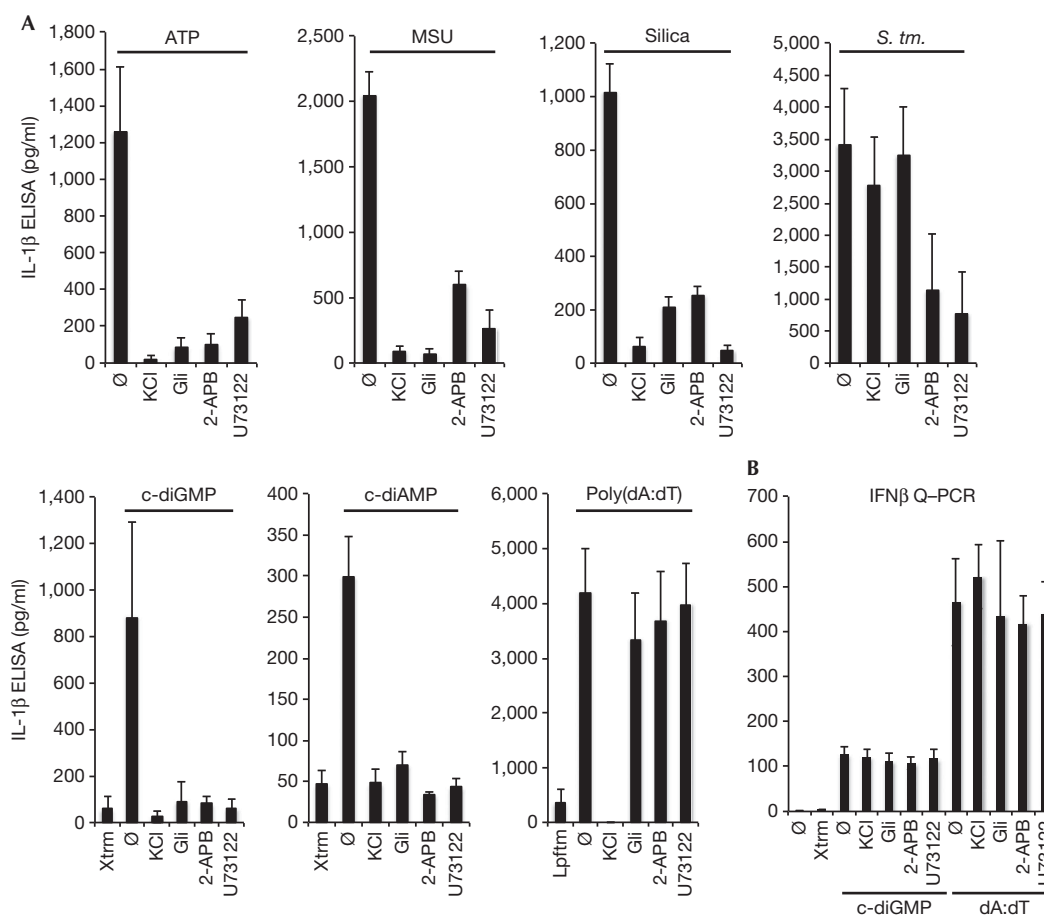 A
ATP
1,800
1,600
1,400
1,200
1,000
800
600
400
200
0
Ø
KCl
Gli
2-APB
U73122
IL-1β ELISA (pg/ml)
MSU
2,500
2,000
1,500
1,000
500
0
Ø
KCl
Gli
2-APB
U73122
Silica
1,200
1,000
800
600
400
200
0
Ø
KCl
Gli
2-APB
U73122
S. tm.
5,000
4,500
4,000
3,500
3,000
2,500
2,000
1,500
1,000
500
0
Ø
KCl
Gli
2-APB
U73122
c-diGMP
1,400
1,200
1,000
800
600
400
200
0
Xtrm
Ø
KCl
Gli
2-APB
U73122
IL-1β ELISA (pg/ml)
c-diAMP
400
350
300
250
200
150
100
50
0
Xtrm
Ø
KCl
Gli
2-APB
U73122
Poly(dA:dT)
6,000
5,000
4,000
3,000
2,000
1,000
0
Lpftm
Ø
KCl
Gli
2-APB
U73122
B
IFNβ Q–PCR
700
600
500
400
300
200
100
0
Ø
Xtrm
Ø
KCl
Gli
2-APB
U73122
Ø
KCl
Gli
2-APB
U73122
c-diGMP
dA:dT